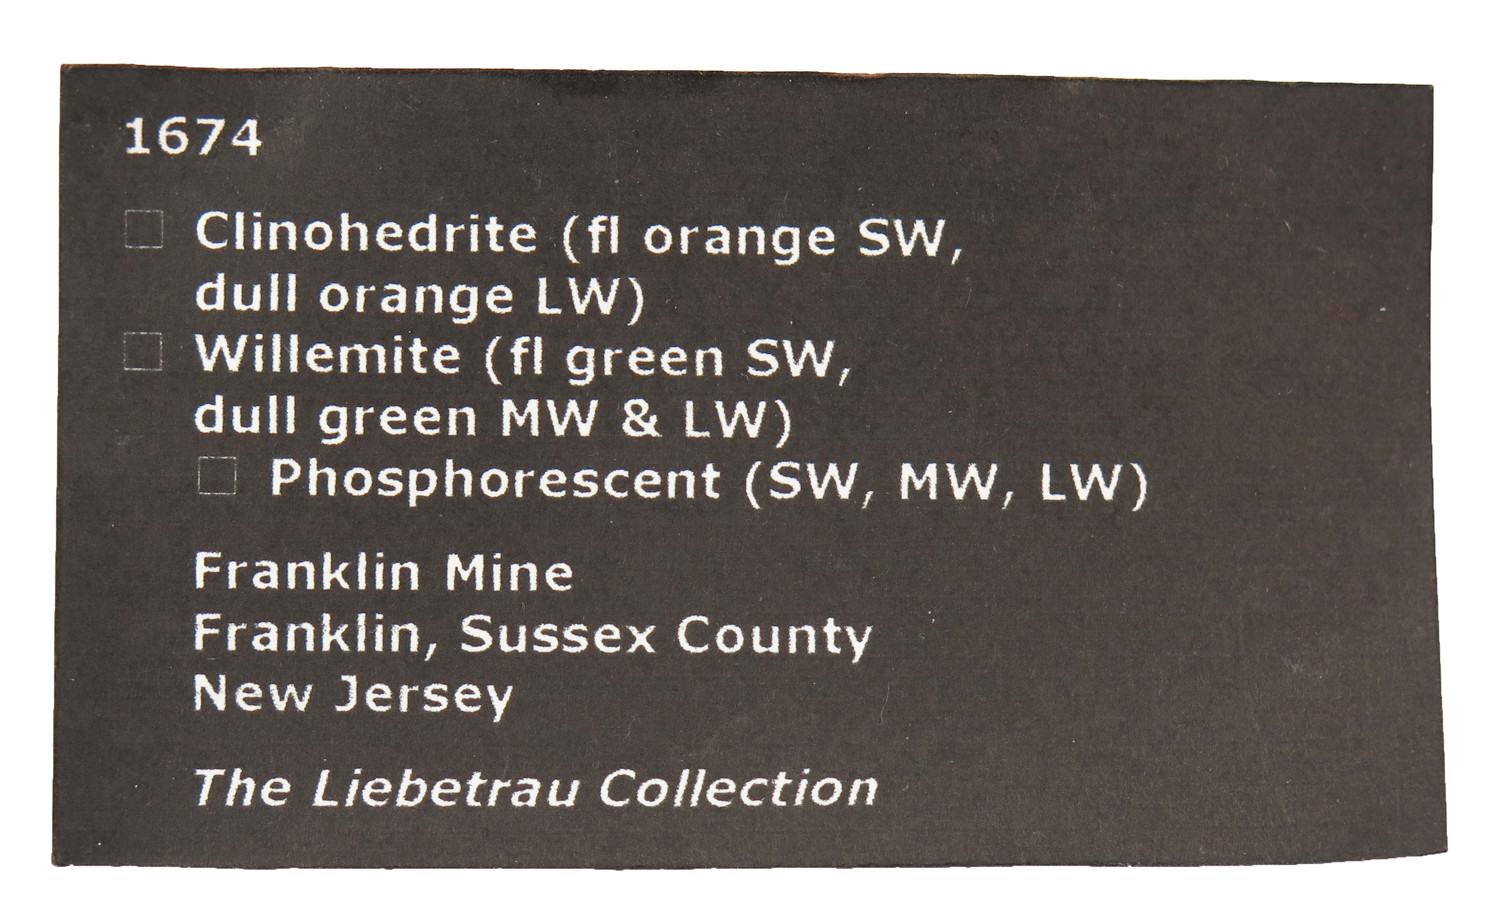 1674
☐ Clinohedrite (fl orange SW,
dull orange LW)
☐ Willemite (fl green SW,
dull green MW & LW)
☐ Phosphorescent (SW, MW, LW)
Franklin Mine
Franklin, Sussex County
New Jersey
The Liebetrau Collection